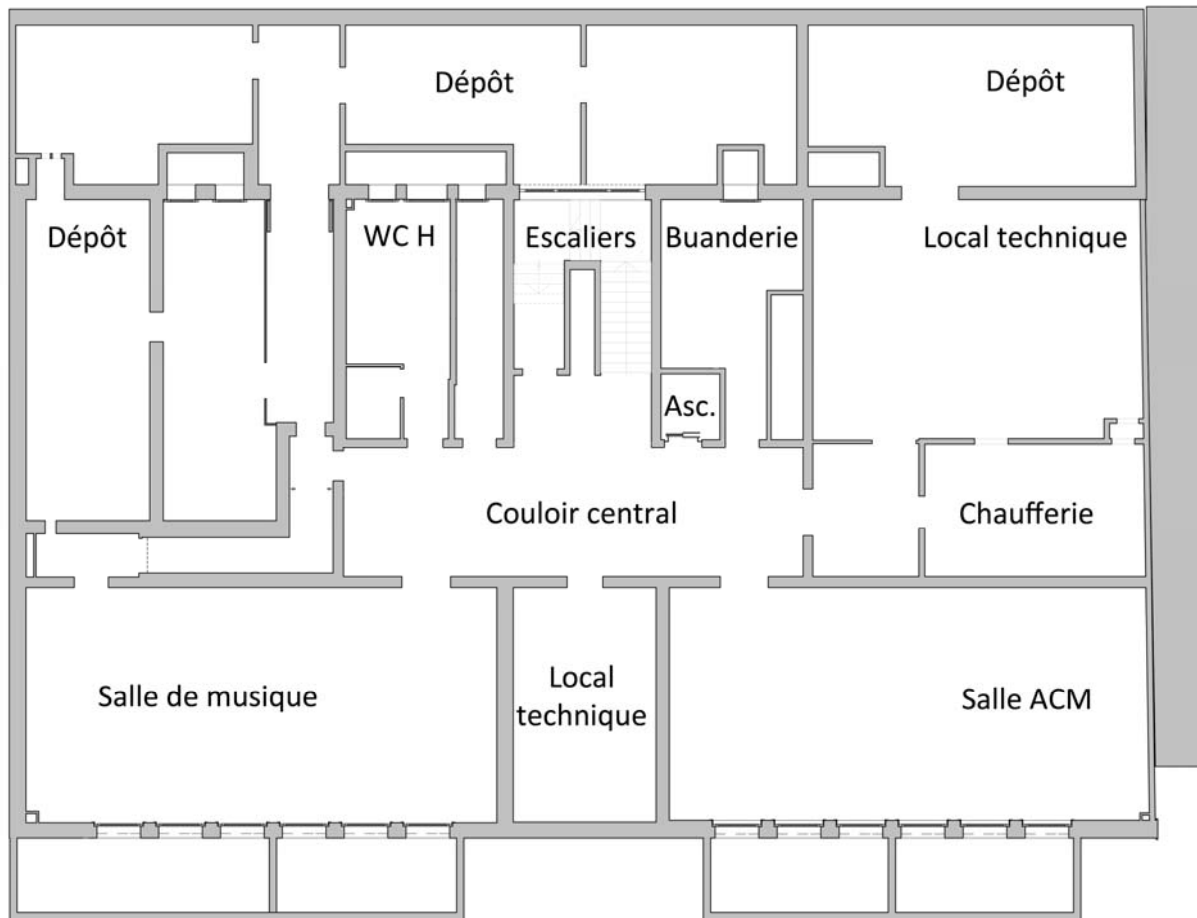 Dépôt
Dépôt
Dépôt
WC H
Escaliers
Buanderie
Local technique
Asc.
Couloir central
Chaufferie
Salle de musique
Local
technique
Salle ACM